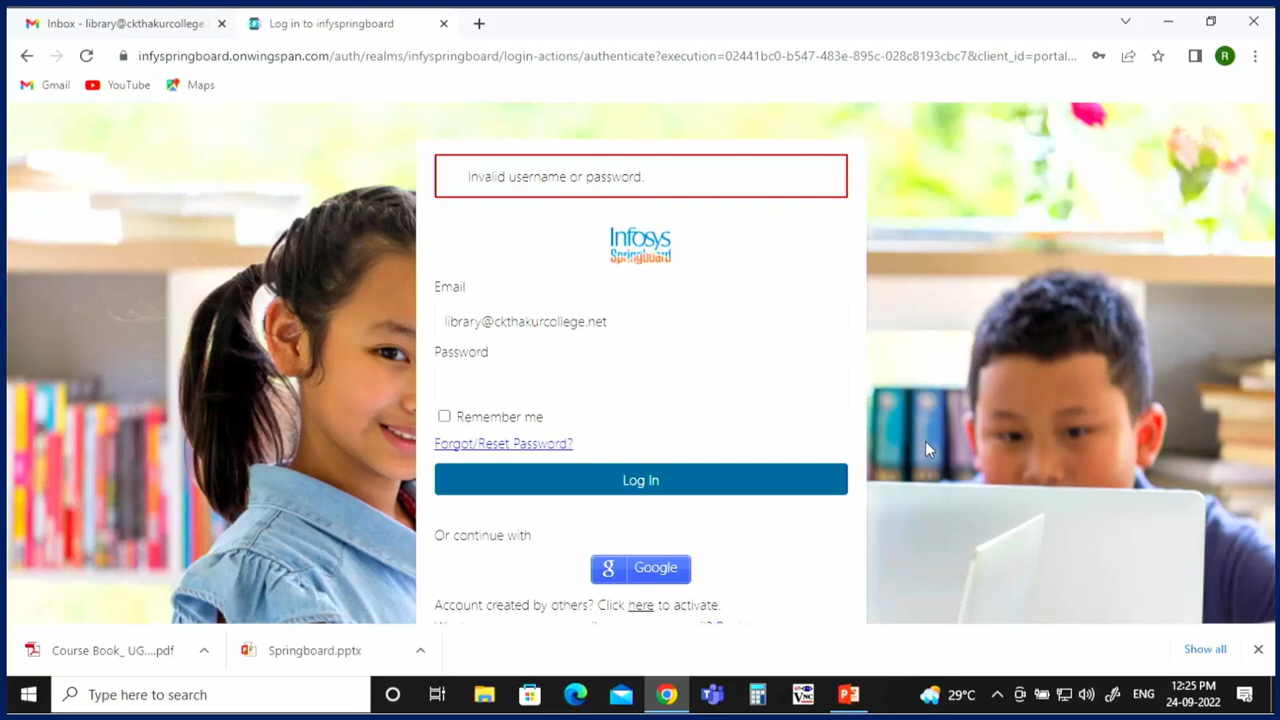 Inbox - library@ckthakurcollege.
Log in to infyspringboard
infyspringboard.onwingspan.com/auth/realms/infyspringboard/login-actions/authenticate?execution=02441bc0-b547-483e-895c-028c8193cbc7&client_id=portal...
R
Gmail
YouTube
Maps
Invalid username or password.
Infosys
Springboard
Email
library@ckthakurcollege.net
Password
Remember me
Forgot/Reset Password?
Log In
Or continue with
g Google
Account created by others? Click here to activate.
Course Book_ UG....pdf
Springboard.pptx
Show all
Type here to search
29°C
ENG
12:25 PM
24-09-2022